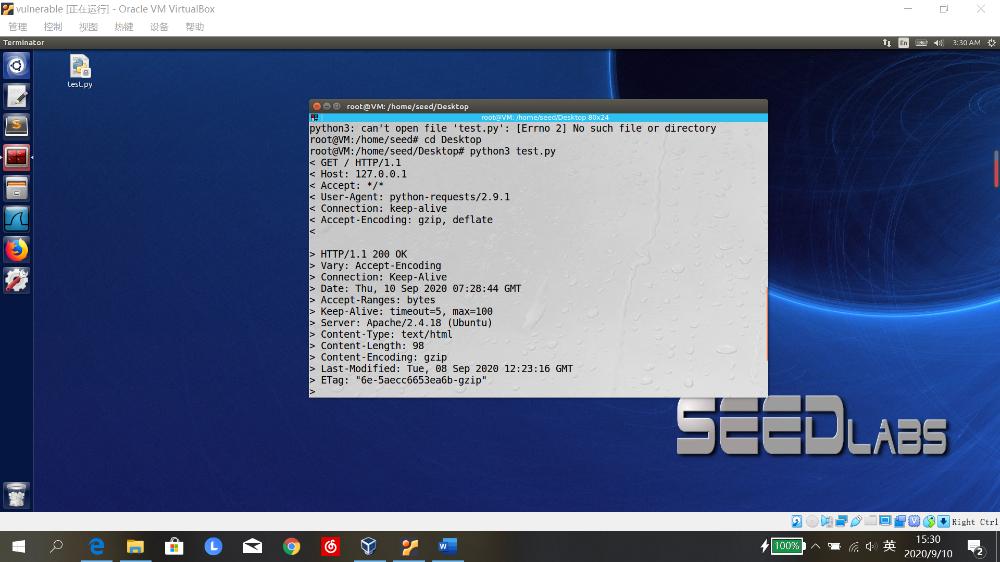 vulnerable [正在运行] - Oracle VM VirtualBox
管理 控制 视图 热键 设备 帮助
Terminator
En
3:30 AM
test.py
root@VM: /home/seed/Desktop
root@VM: /home/seed/Desktop 80x24
python3: can't open file 'test.py': [Errno 2] No such file or directory
root@VM:/home/seed# cd Desktop
root@VM:/home/seed/Desktop# python3 test.py
< GET / HTTP/1.1
< Host: 127.0.0.1
< Accept: */*
< User-Agent: python-requests/2.9.1
< Connection: keep-alive
< Accept-Encoding: gzip, deflate
<
> HTTP/1.1 200 OK
> Vary: Accept-Encoding
> Connection: Keep-Alive
> Date: Thu, 10 Sep 2020 07:28:44 GMT
> Accept-Ranges: bytes
> Keep-Alive: timeout=5, max=100
> Server: Apache/2.4.18 (Ubuntu)
> Content-Type: text/html
> Content-Length: 98
> Content-Encoding: gzip
> Last-Modified: Tue, 08 Sep 2020 12:23:16 GMT
> ETag: "6e-5aecc6653ea6b-gzip"
>
SEEDLABS
Right Ctrl
100%
英
15:30
2020/9/10
2